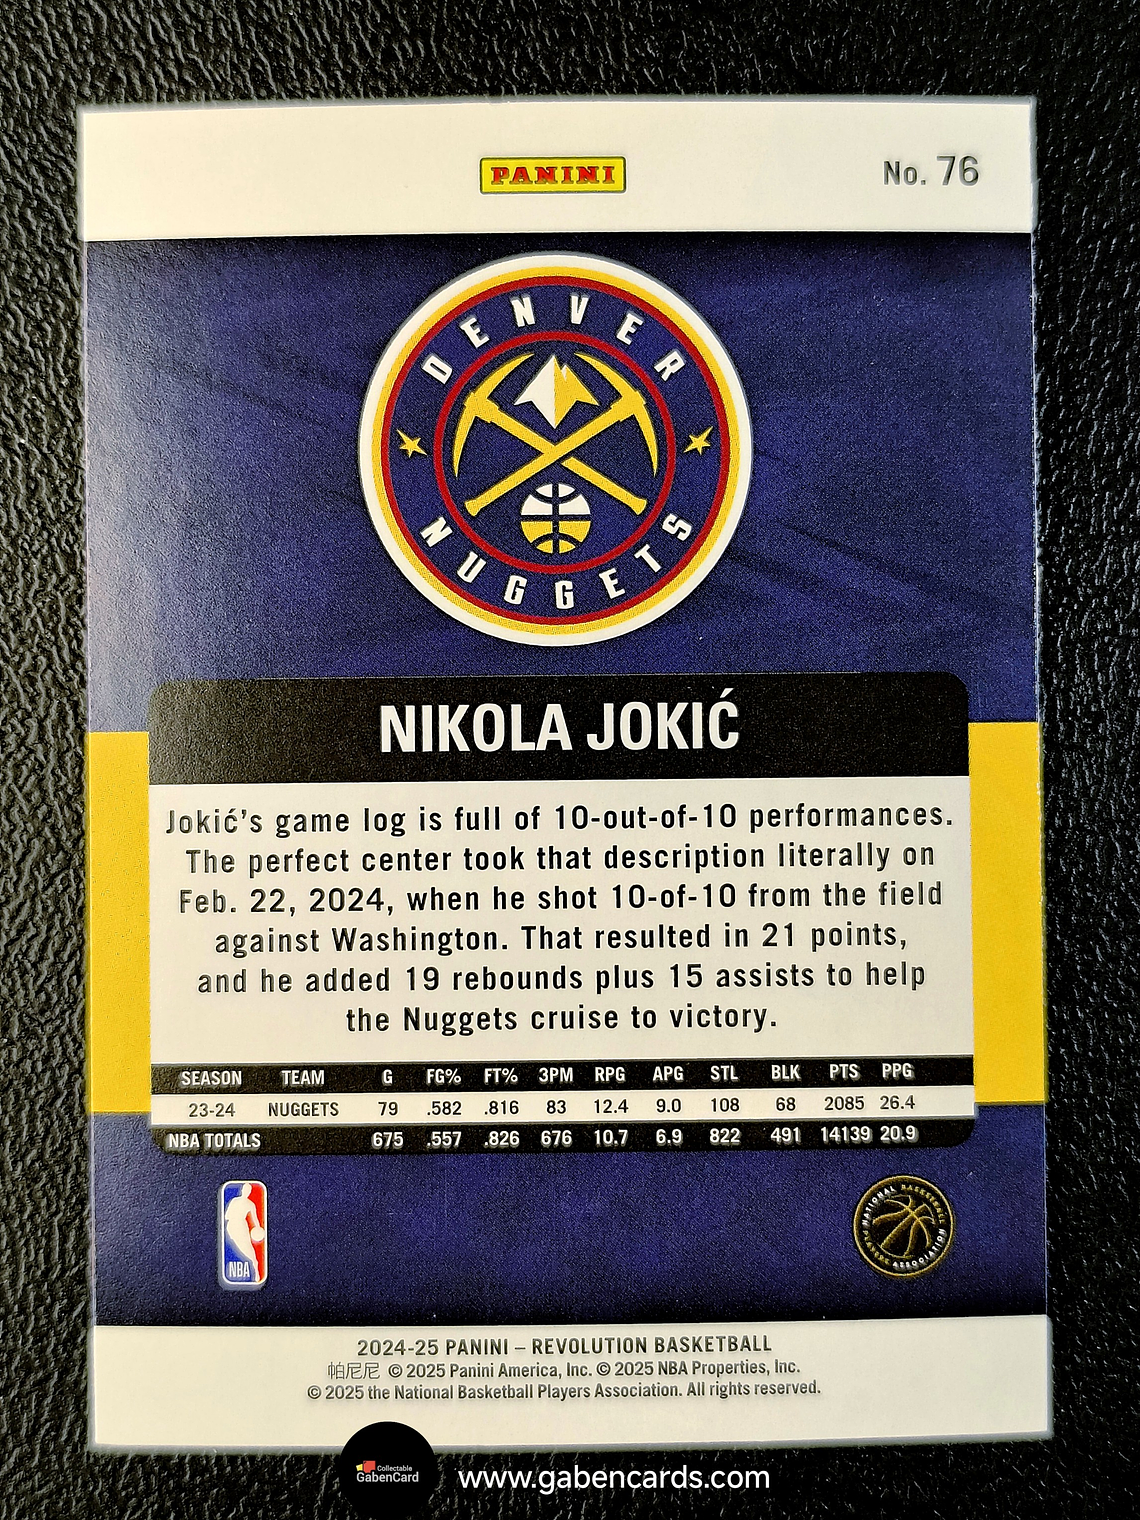 PANINI
No. 76
DENVER
NUGGETS
NIKOLA JOKIĆ
Jokić's game log is full of 10-out-of-10 performances.
The perfect center took that description literally on
Feb. 22, 2024, when he shot 10-of-10 from the field
against Washington. That resulted in 21 points,
and he added 19 rebounds plus 15 assists to help
the Nuggets cruise to victory.
SEASON TEAM G FG% FT% 3PM RPG APG STL BLK PTS PPG
23-24 NUGGETS 79 .582 .816 83 12.4 9.0 108 68 2085 26.4
NBA TOTALS 675 .557 .826 676 10.7 6.9 822 491 14139 20.9
NBA
NATIONAL BASKETBALL
PLAYERS ASSOCIATION
2024-25 PANINI – REVOLUTION BASKETBALL
帕尼尼 © 2025 Panini America, Inc. © 2025 NBA Properties, Inc.
© 2025 the National Basketball Players Association. All rights reserved.
Collectable
GabenCard
www.gabencards.com